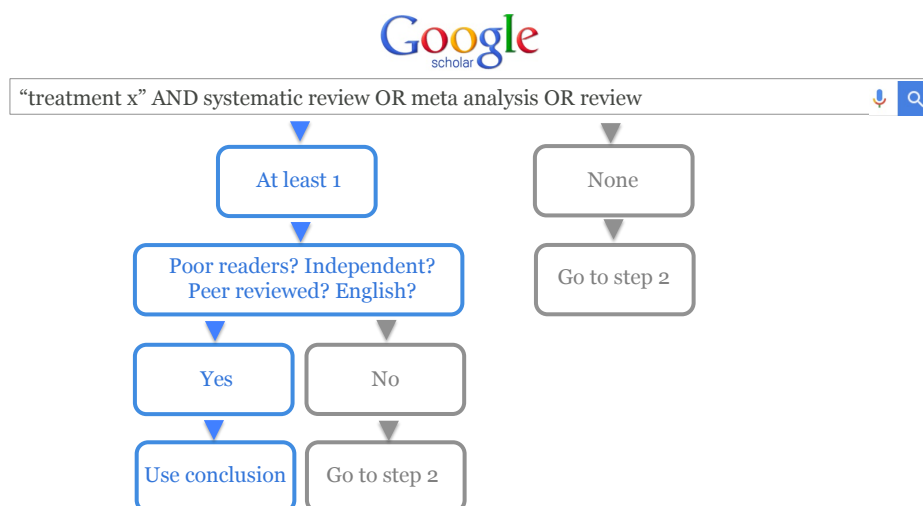 Google
scholar
“treatment x” AND systematic review OR meta analysis OR review
At least 1
None
Poor readers? Independent?
Peer reviewed? English?
Go to step 2
Yes
No
Use conclusion
Go to step 2